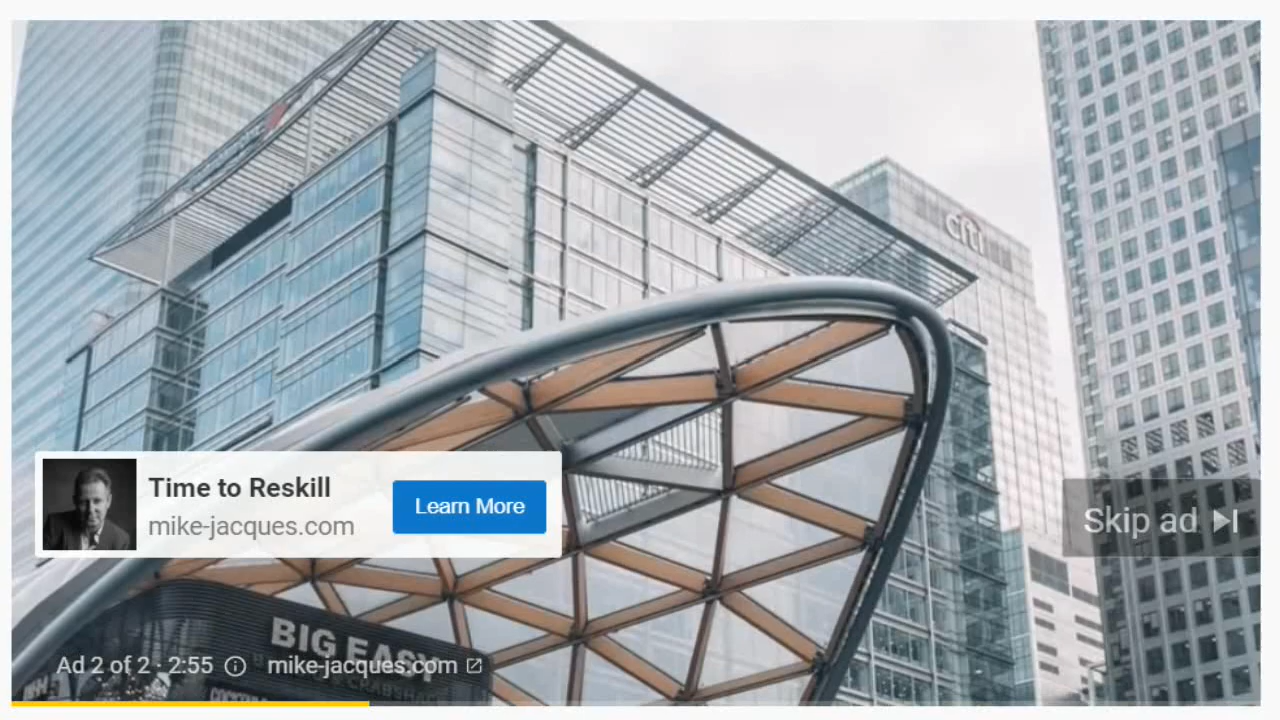 citi
Time to Reskill
mike-jacques.com
Learn More
Skip ad
BIG EASY
Ad 2 of 2 · 2:55
mike-jacques.com